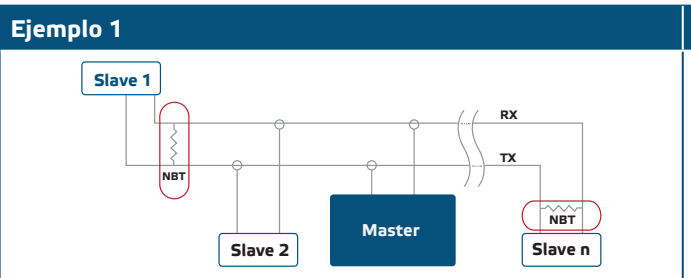 Ejemplo 1
Slave 1
RX
TX
NBT
Master
NBT
Slave 2
Slave n